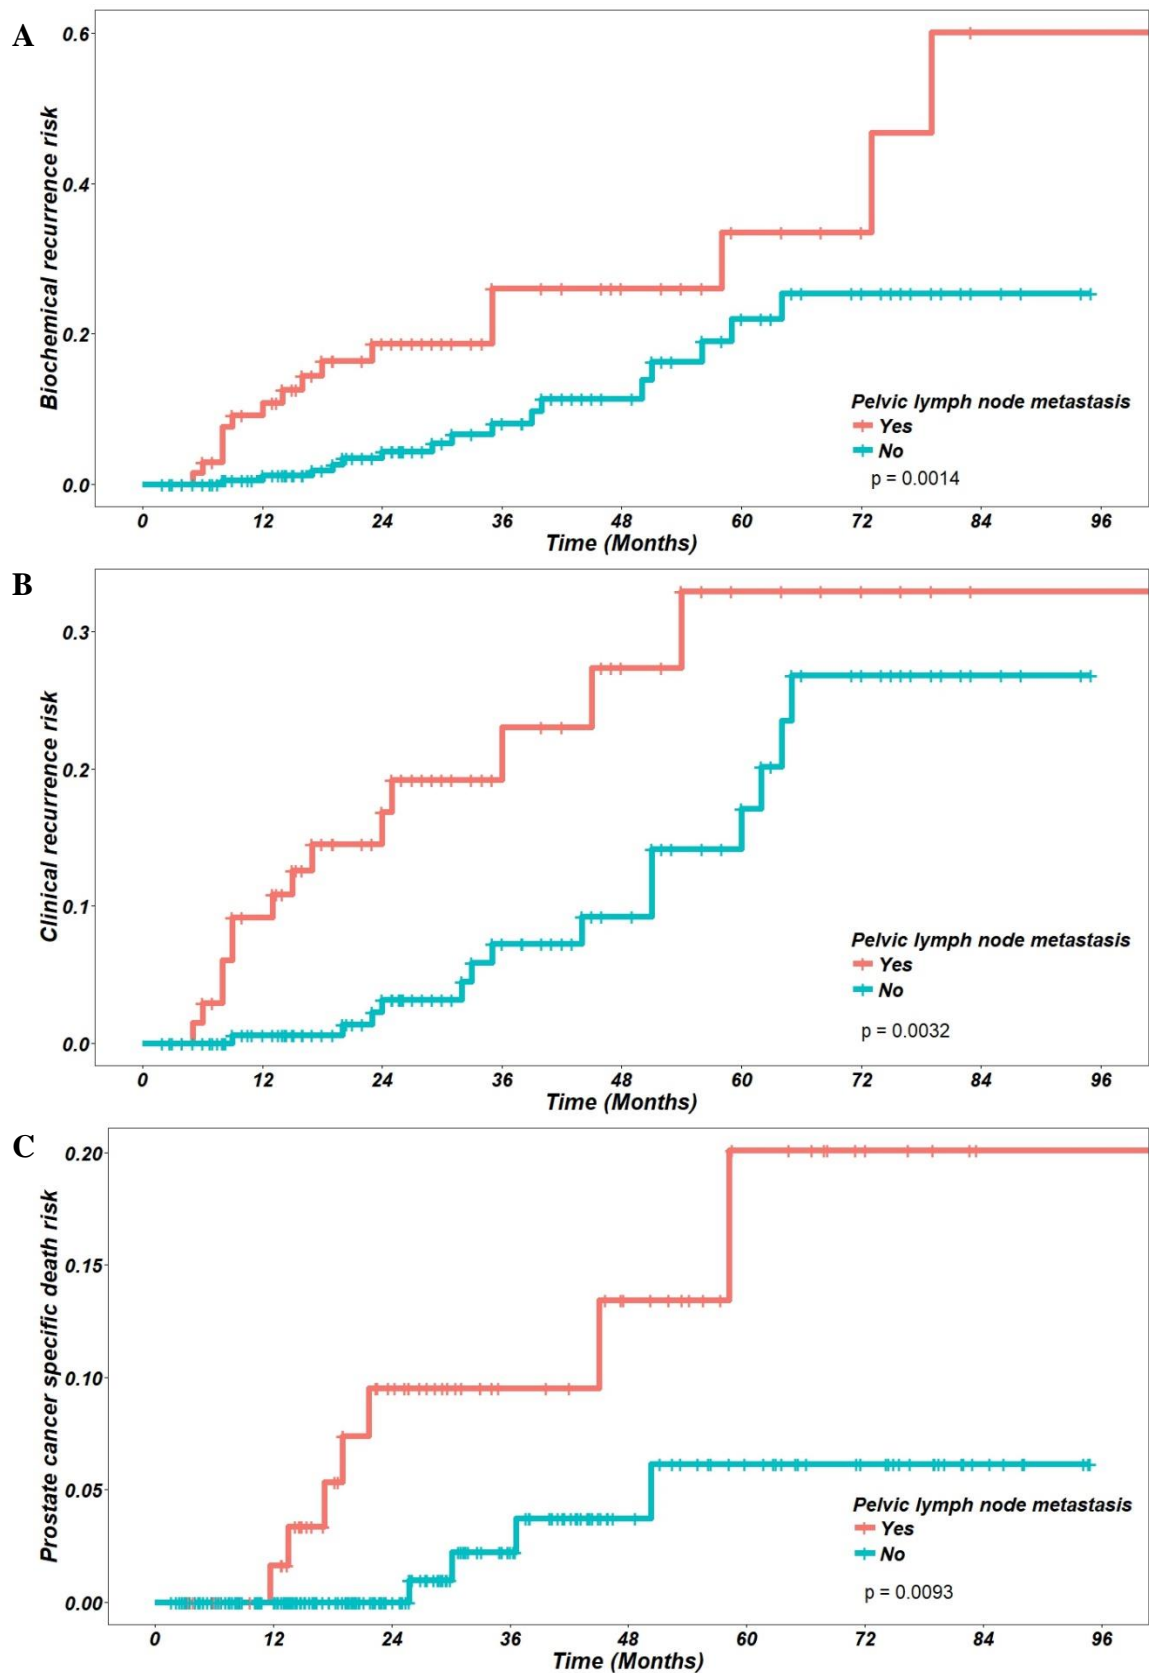 A
Biochemical recurrence risk
0.6
0.4
0.2
0.0
Pelvic lymph node metastasis
Yes
No
p = 0.0014
0 12 24 36 48 60 72 84 96
Time (Months)
B
Clinical recurrence risk
0.3
0.2
0.1
0.0
Pelvic lymph node metastasis
Yes
No
p = 0.0032
0 12 24 36 48 60 72 84 96
Time (Months)
C
Prostate cancer specific death risk
0.20
0.15
0.10
0.05
0.00
Pelvic lymph node metastasis
Yes
No
p = 0.0093
0 12 24 36 48 60 72 84 96
Time (Months)